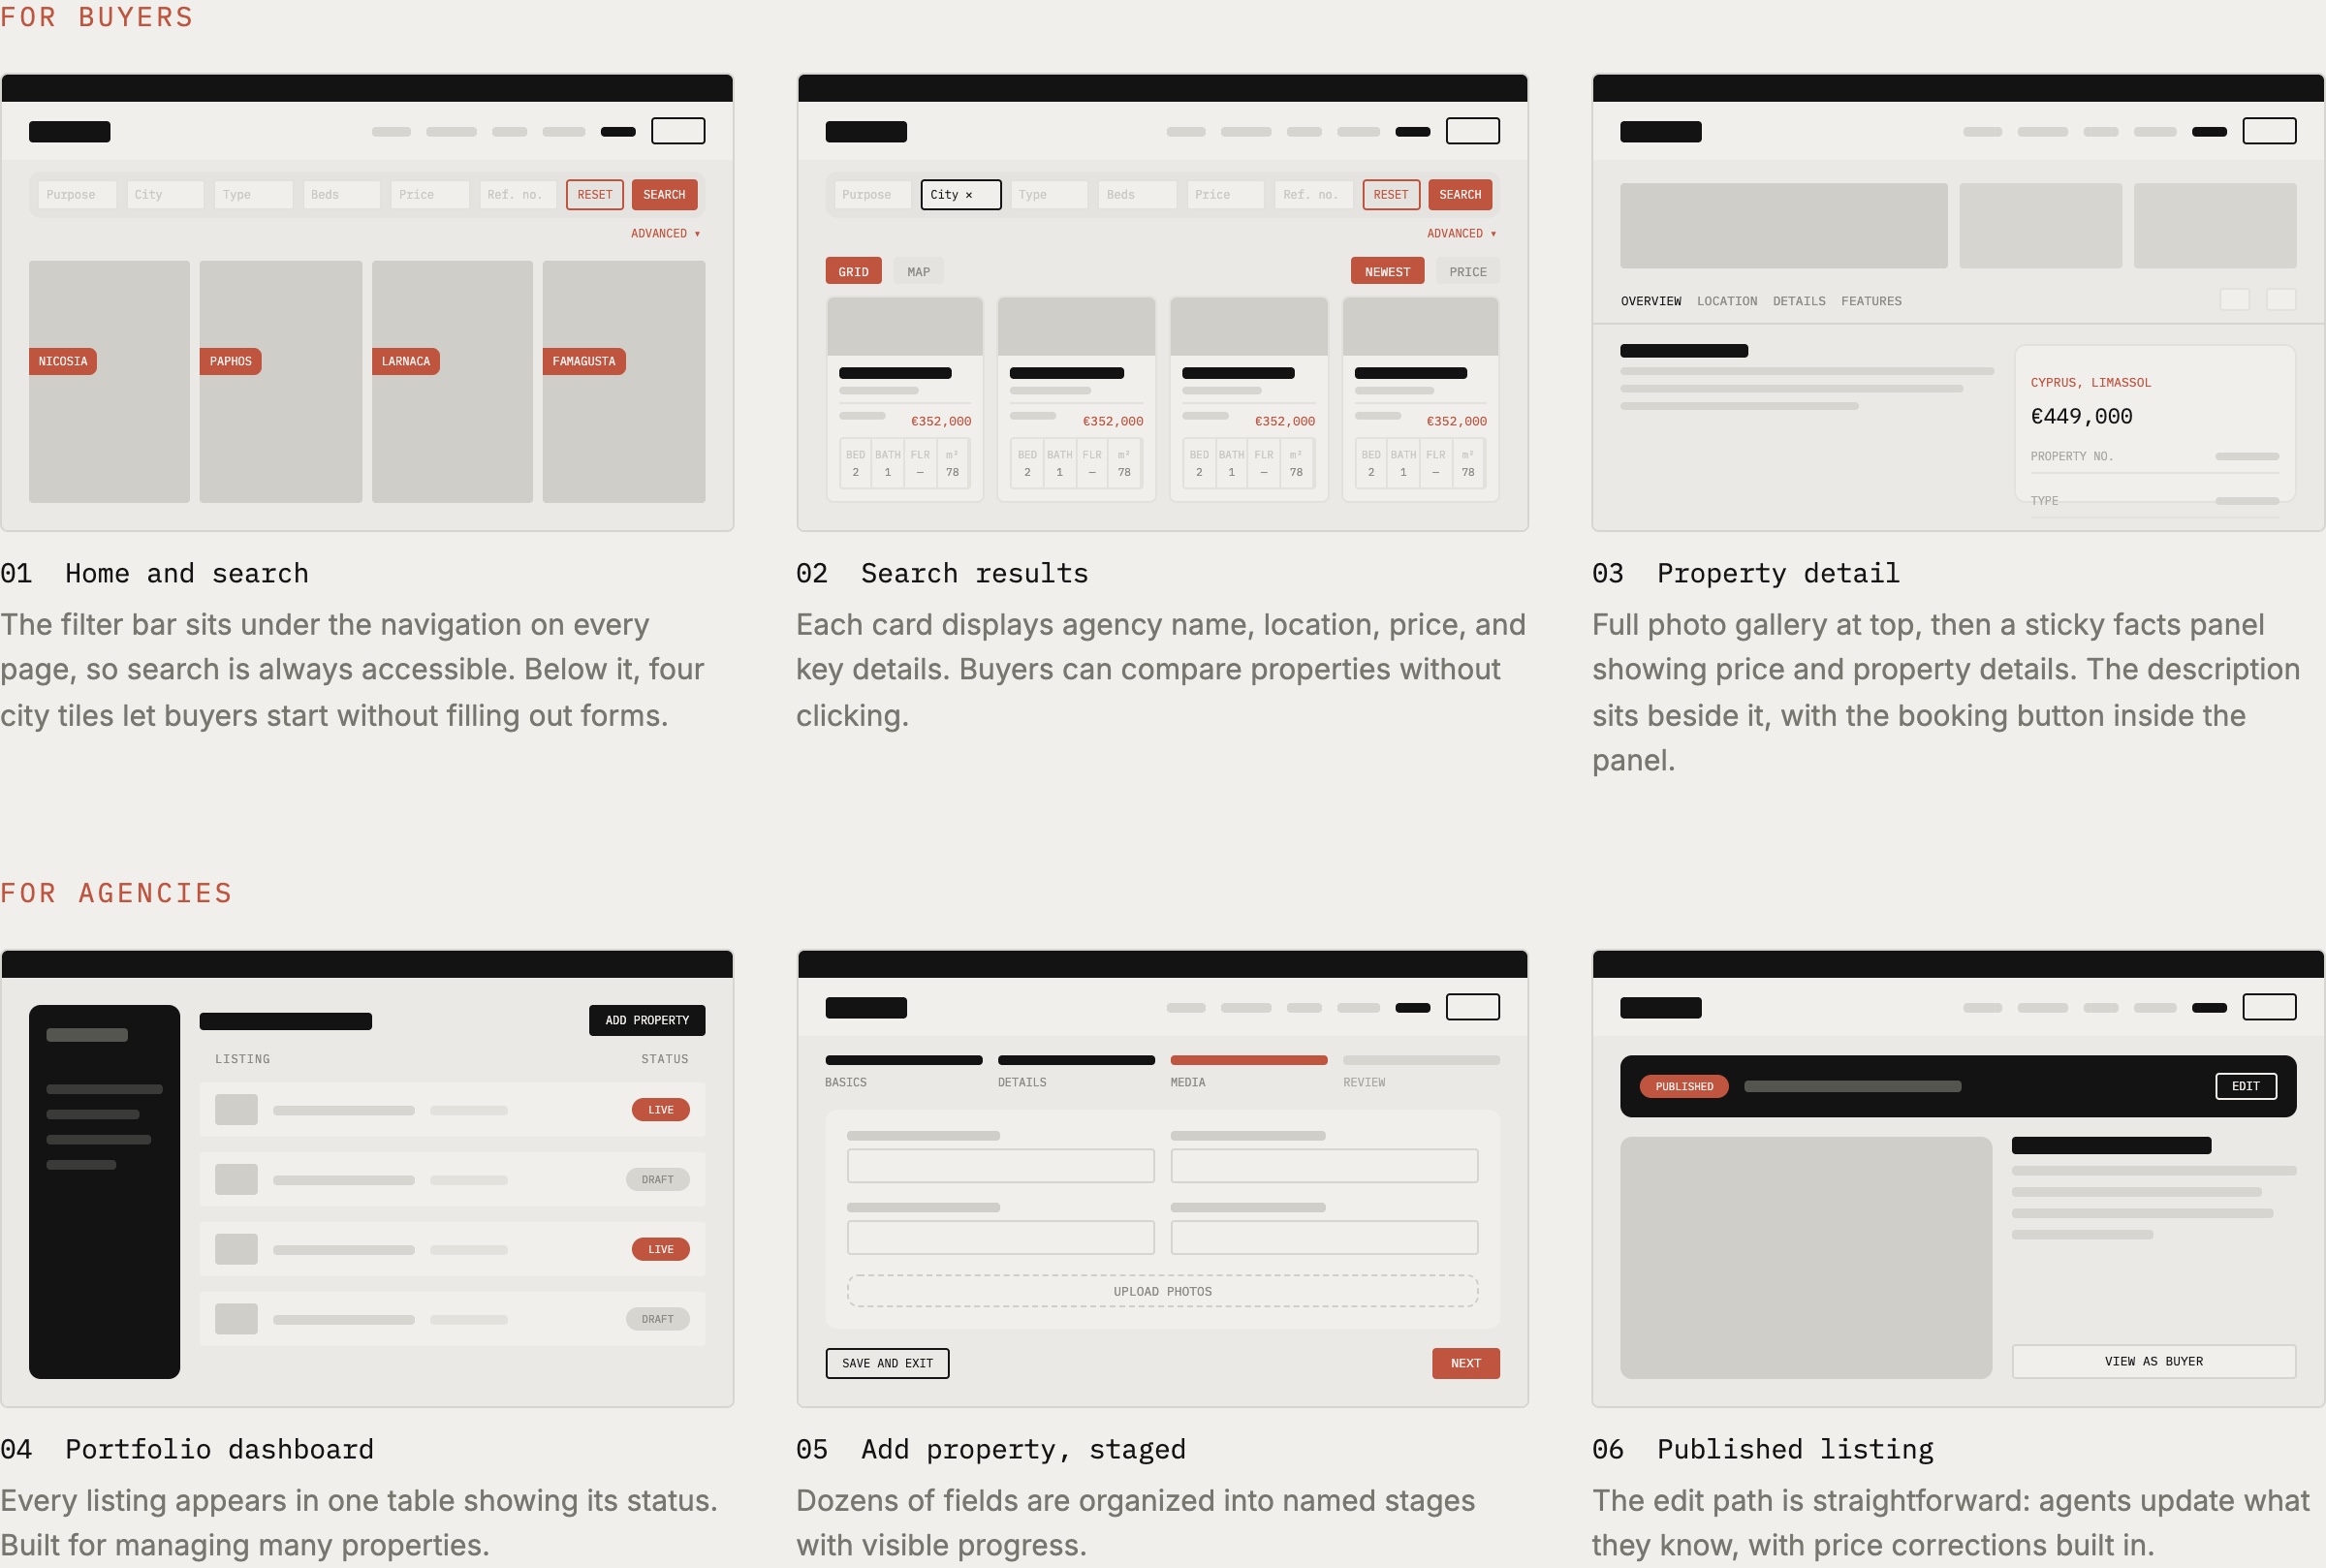 FOR BUYERS
Purpose City Type Beds Price Ref. no. RESET SEARCH
ADVANCED ▾
NICOSIA PAPHOS LARNACA FAMAGUSTA
01 Home and search
The filter bar sits under the navigation on every
page, so search is always accessible. Below it, four
city tiles let buyers start without filling out forms.
Purpose City × Type Beds Price Ref. no. RESET SEARCH
ADVANCED ▾
GRID MAP NEWEST PRICE
€352,000 €352,000 €352,000 €352,000
BED BATH FLR m² BED BATH FLR m² BED BATH FLR m² BED BATH FLR m²
2 1 — 78 2 1 — 78 2 1 — 78 2 1 — 78
02 Search results
Each card displays agency name, location, price, and
key details. Buyers can compare properties without
clicking.
OVERVIEW LOCATION DETAILS FEATURES
CYPRUS, LIMASSOL
€449,000
PROPERTY NO.
TYPE
03 Property detail
Full photo gallery at top, then a sticky facts panel
showing price and property details. The description
sits beside it, with the booking button inside the
panel.
FOR AGENCIES
ADD PROPERTY
LISTING STATUS
LIVE
DRAFT
LIVE
DRAFT
04 Portfolio dashboard
Every listing appears in one table showing its status.
Built for managing many properties.
BASICS DETAILS MEDIA REVIEW
UPLOAD PHOTOS
SAVE AND EXIT NEXT
05 Add property, staged
Dozens of fields are organized into named stages
with visible progress.
PUBLISHED EDIT
VIEW AS BUYER
06 Published listing
The edit path is straightforward: agents update what
they know, with price corrections built in.